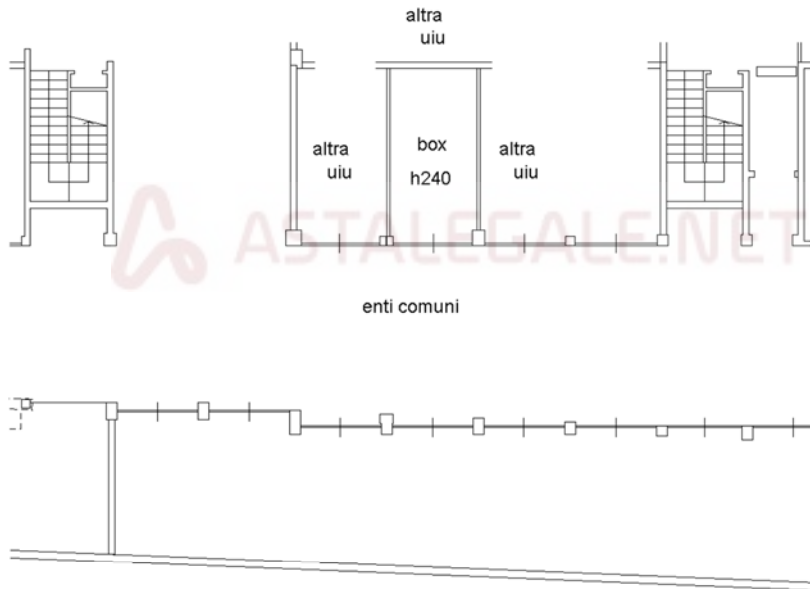 altra
uiu
altra
uiu
box
h240
altra
uiu
ASTALEGALE.NET
enti comuni